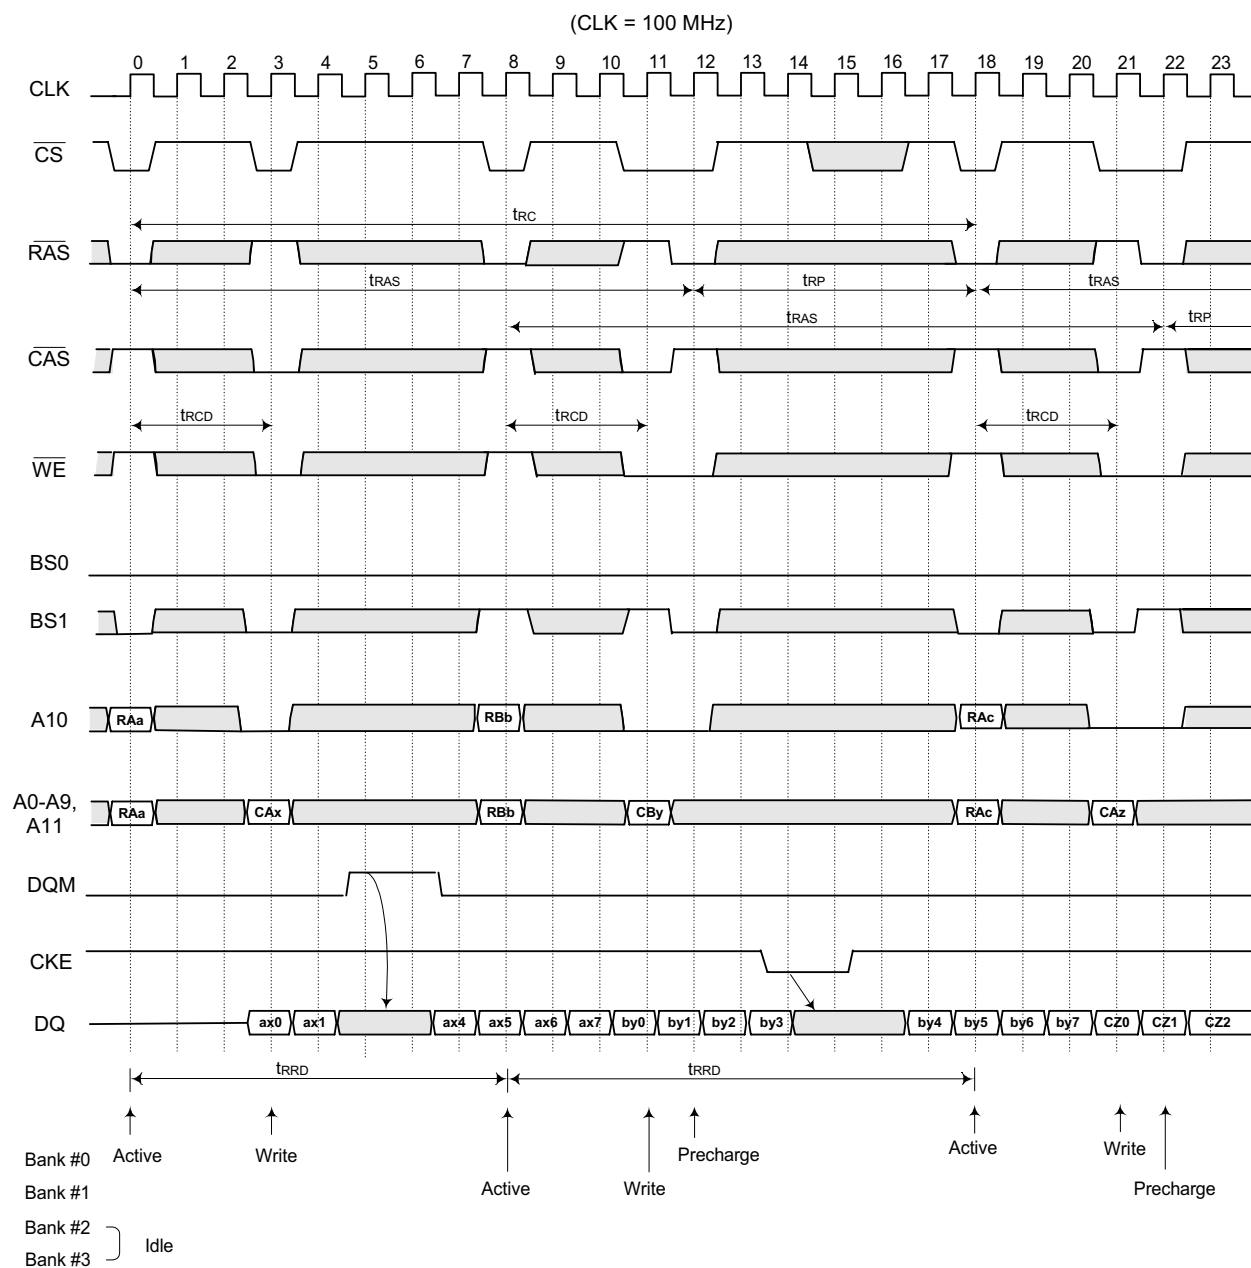 (CLK = 100 MHz)
0 1 2 3 4 5 6 7 8 9 10 11 12 13 14 15 16 17 18 19 20 21 22 23
CLK
CS
tRC
RAS
tRAS tRP tRAS
tRAS tRP
CAS
tRCD tRCD tRCD
WE
BS0
BS1
A10 RAa RBb RAc
A0-A9,
A11
RAa CAx RBb CBy RAc CAz
DQM
CKE
DQ ax0 ax1 ax4 ax5 ax6 ax7 by0 by1 by2 by3 by4 by5 by6 by7 CZ0 CZ1 CZ2
tRRD tRRD
Bank #0 Active Write Precharge Active Write
Bank #1 Active Write Precharge
Bank #2
Idle
Bank #3